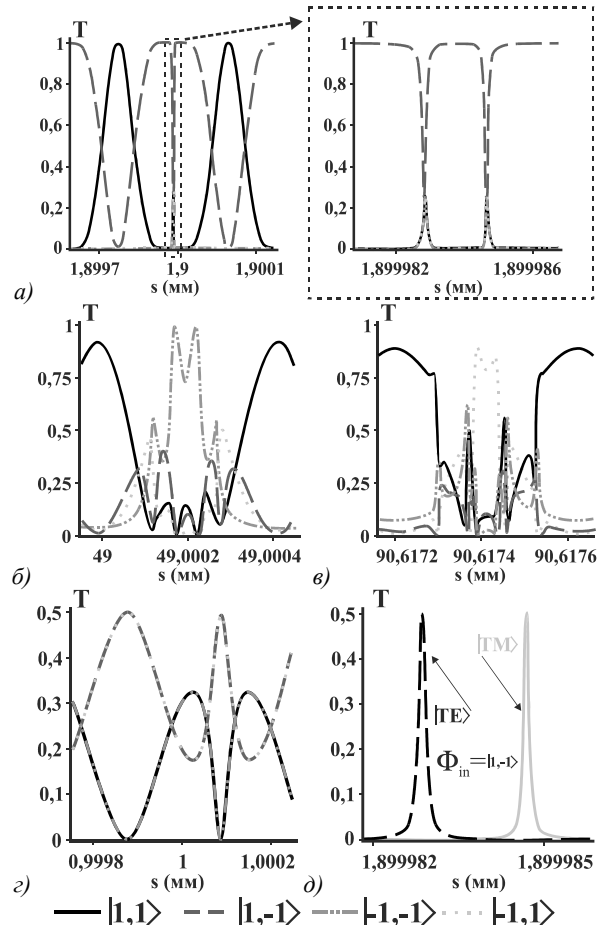 T
1
0,8
0,6
0,4
0,2
0
1,8997
1,9
1,9001
s (мм)
а)
T
1
0,8
0,6
0,4
0,2
0
1,899982
1,899986
s (мм)
T
1
0,75
0,5
0,25
0
49
49,0002
49,0004
s (мм)
б)
T
1
0,75
0,5
0,25
0
90,6172
90,6174
90,6176
s (мм)
в)
T
0,5
0,4
0,3
0,2
0,1
0
0,9998
1
1,0002
s (мм)
г)
T
0,5
0,4
0,3
0,2
0,1
0
|TM⟩
|TE⟩
Φin=|1,-1⟩
1,899982
1,899985
s (мм)
д)
|1,1⟩ |1,-1⟩ |-1,-1⟩ |-1,1⟩